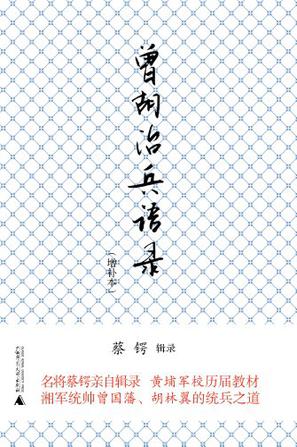 曾胡治兵语录
「增补本」
蔡锷 辑录
名将蔡锷亲自辑录 黄埔军校历届教材
湘军统帅曾国藩、胡林翼的统兵之道